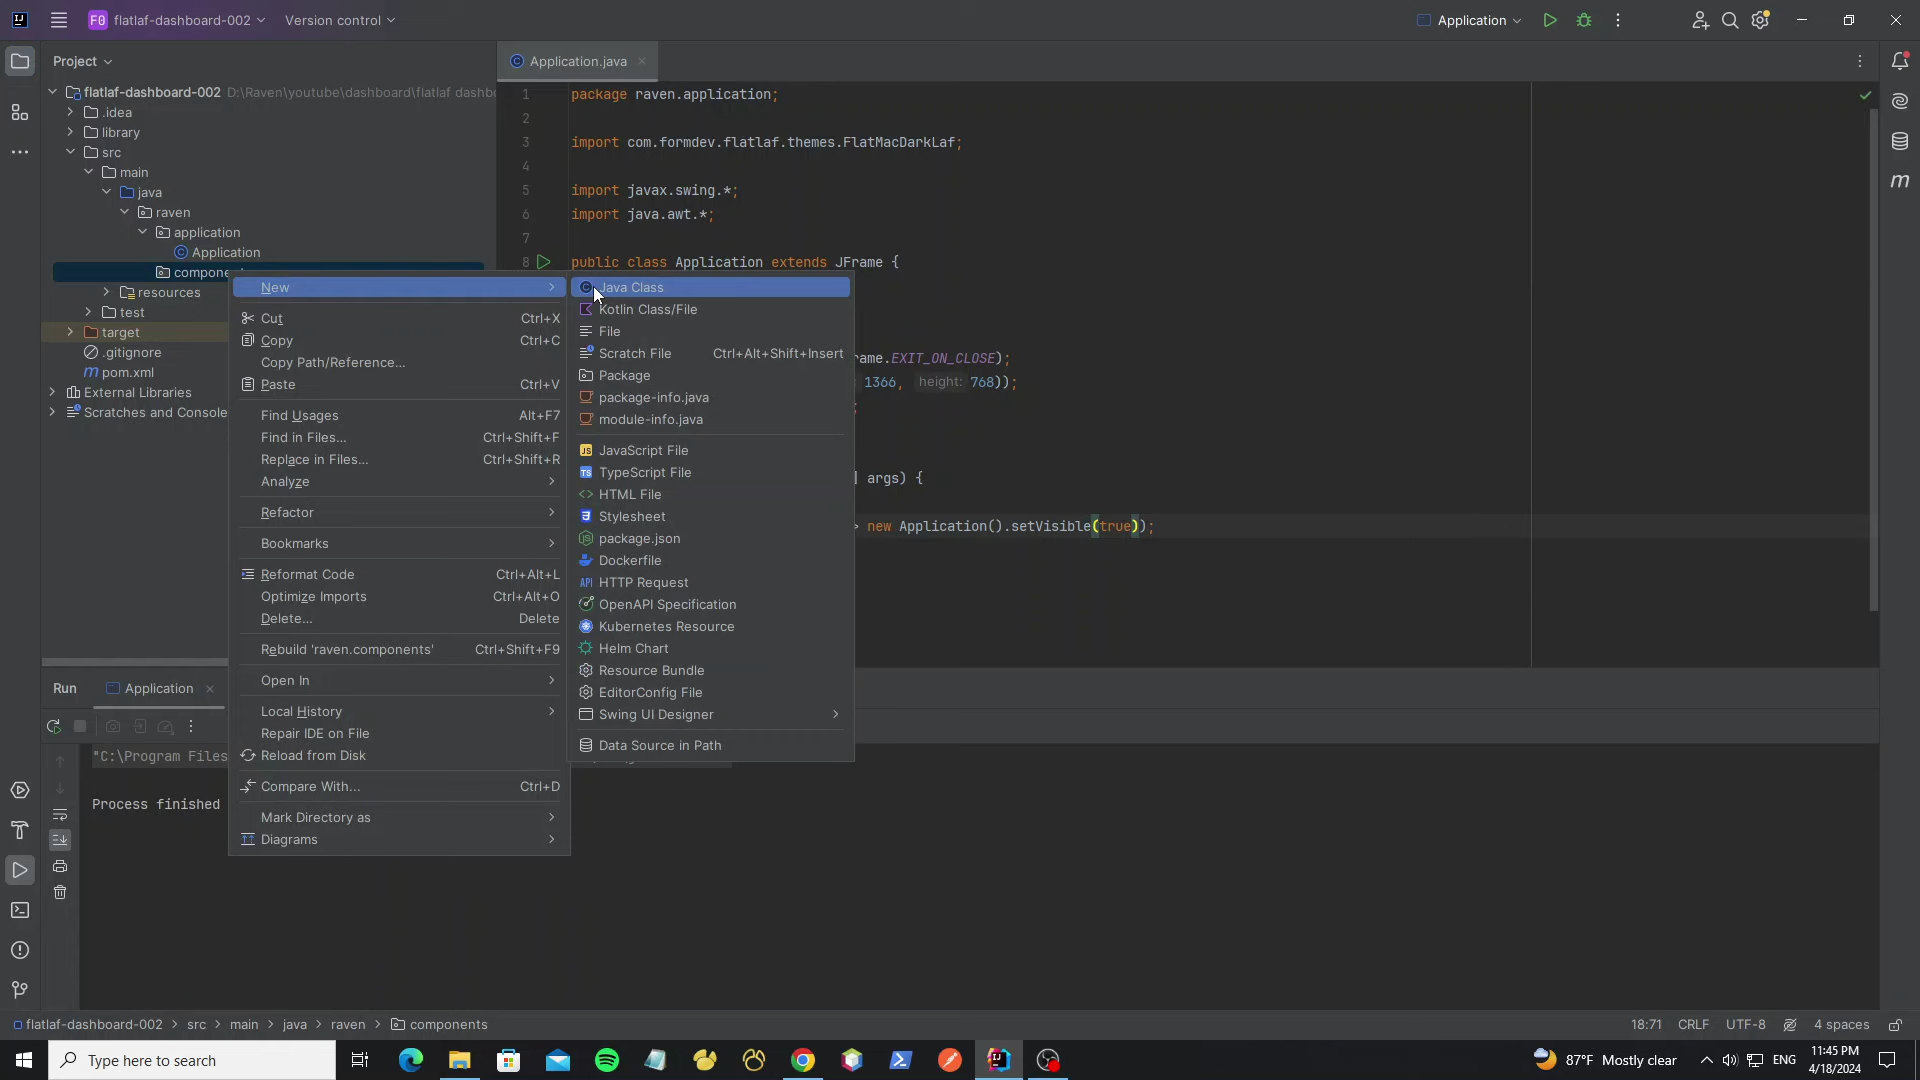 F0 flatlaf-dashboard-002 Version control
Application
Project
Application.java
flatlaf-dashboard-002 D:\Raven\youtube\dashboard\flatlaf dashbo
.idea
library
src
main
java
raven
application
Application
componen
resources
test
target
.gitignore
pom.xml
External Libraries
Scratches and Console
1 package raven.application;
2
3 import com.formdev.flatlaf.themes.FlatMacDarkLaf;
4
5 import javax.swing.*;
6 import java.awt.*;
7
8 public class Application extends JFrame {
ame.EXIT_ON_CLOSE);
1366, height: 768));
;
] args) {
> new Application().setVisible(true));
New
Cut Ctrl+X
Copy Ctrl+C
Copy Path/Reference...
Paste Ctrl+V
Find Usages Alt+F7
Find in Files... Ctrl+Shift+F
Replace in Files... Ctrl+Shift+R
Analyze
Refactor
Bookmarks
Reformat Code Ctrl+Alt+L
Optimize Imports Ctrl+Alt+O
Delete... Delete
Rebuild 'raven.components' Ctrl+Shift+F9
Open In
Local History
Repair IDE on File
Reload from Disk
Compare With... Ctrl+D
Mark Directory as
Diagrams
Java Class
Kotlin Class/File
File
Scratch File Ctrl+Alt+Shift+Insert
Package
package-info.java
module-info.java
JavaScript File
TypeScript File
HTML File
Stylesheet
package.json
Dockerfile
HTTP Request
OpenAPI Specification
Kubernetes Resource
Helm Chart
Resource Bundle
EditorConfig File
Swing UI Designer
Data Source in Path
Run Application
"C:\Program Files
Process finished
flatlaf-dashboard-002 > src > main > java > raven > components
18:71 CRLF UTF-8 4 spaces
Type here to search
87°F Mostly clear
ENG
11:45 PM
4/18/2024